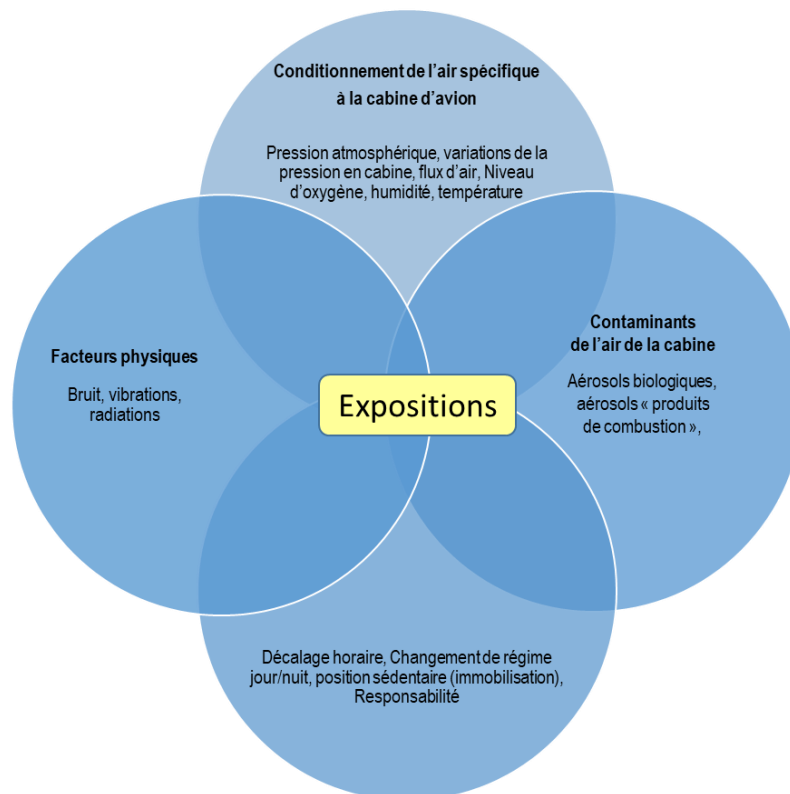 Conditionnement de l’air spécifique
à la cabine d’avion
Pression atmosphérique, variations de la
pression en cabine, flux d’air, Niveau
d’oxygène, humidité, température
Facteurs physiques
Bruit, vibrations,
radiations
Expositions
Contaminants
de l’air de la cabine
Aérosols biologiques,
aérosols « produits
de combustion »,
Décalage horaire, Changement de régime
jour/nuit, position sédentaire (immobilisation),
Responsabilité